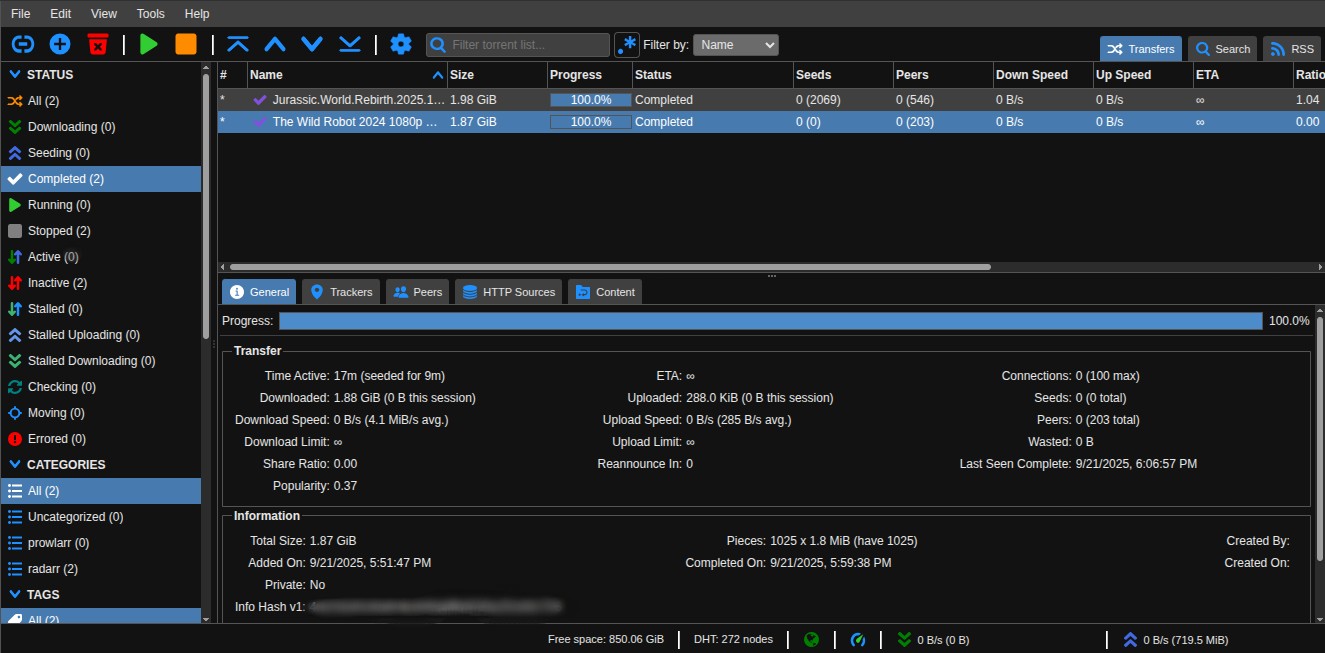 File Edit View Tools Help
Filter torrent list... .* Filter by: Name Transfers Search RSS
STATUS
All (2)
Downloading (0)
Seeding (0)
Completed (2)
Running (0)
Stopped (2)
Active (0)
Inactive (2)
Stalled (0)
Stalled Uploading (0)
Stalled Downloading (0)
Checking (0)
Moving (0)
Errored (0)
CATEGORIES
All (2)
Uncategorized (0)
prowlarr (0)
radarr (2)
TAGS
All (2)
# Name Size Progress Status Seeds Peers Down Speed Up Speed ETA Ratio
* Jurassic.World.Rebirth.2025.1... 1.98 GiB 100.0% Completed 0 (2069) 0 (546) 0 B/s 0 B/s ∞ 1.04
* The Wild Robot 2024 1080p ... 1.87 GiB 100.0% Completed 0 (0) 0 (203) 0 B/s 0 B/s ∞ 0.00
General Trackers Peers HTTP Sources Content
Progress: 100.0%
Transfer
Time Active: 17m (seeded for 9m) ETA: ∞ Connections: 0 (100 max)
Downloaded: 1.88 GiB (0 B this session) Uploaded: 288.0 KiB (0 B this session) Seeds: 0 (0 total)
Download Speed: 0 B/s (4.1 MiB/s avg.) Upload Speed: 0 B/s (285 B/s avg.) Peers: 0 (203 total)
Download Limit: ∞ Upload Limit: ∞ Wasted: 0 B
Share Ratio: 0.00 Reannounce In: 0 Last Seen Complete: 9/21/2025, 6:06:57 PM
Popularity: 0.37
Information
Total Size: 1.87 GiB Pieces: 1025 x 1.8 MiB (have 1025) Created By:
Added On: 9/21/2025, 5:51:47 PM Completed On: 9/21/2025, 5:59:38 PM Created On:
Private: No
Info Hash v1:
Free space: 850.06 GiB DHT: 272 nodes 0 B/s (0 B) 0 B/s (719.5 MiB)